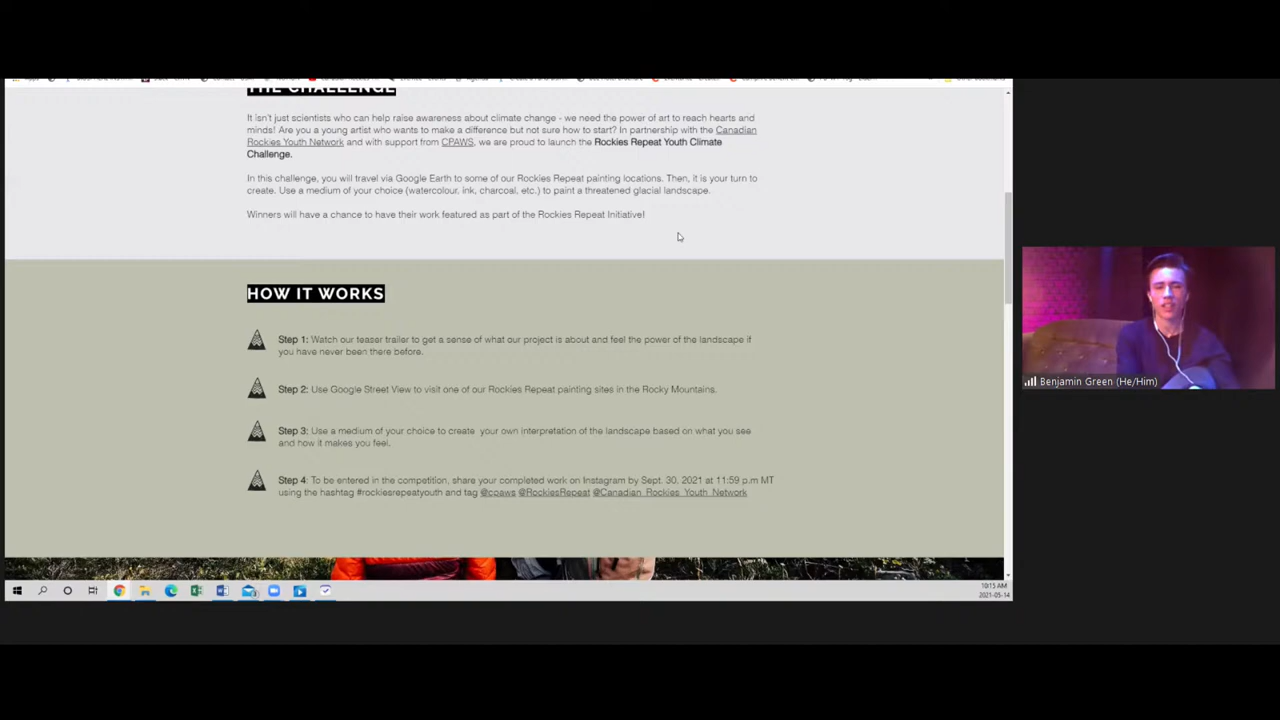 THE CHALLENGE
It isn't just scientists who can help raise awareness about climate change - we need the power of art to reach hearts and
minds! Are you a young artist who wants to make a difference but not sure how to start? In partnership with the Canadian
Rockies Youth Network and with support from CPAWS, we are proud to launch the Rockies Repeat Youth Climate
Challenge.
In this challenge, you will travel via Google Earth to some of our Rockies Repeat painting locations. Then, it is your turn to
create. Use a medium of your choice (watercolour, ink, charcoal, etc.) to paint a threatened glacial landscape.
Winners will have a chance to have their work featured as part of the Rockies Repeat Initiative!
HOW IT WORKS
Step 1: Watch our teaser trailer to get a sense of what our project is about and feel the power of the landscape if
you have never been there before.
Step 2: Use Google Street View to visit one of our Rockies Repeat painting sites in the Rocky Mountains.
Step 3: Use a medium of your choice to create your own interpretation of the landscape based on what you see
and how it makes you feel.
Step 4: To be entered in the competition, share your completed work on Instagram by Sept. 30, 2021 at 11:59 p.m MT
using the hashtag #rockiesrepeatyouth and tag @cpaws @RockiesRepeat @Canadian_Rockies_Youth_Network
Benjamin Green (He/Him)
10:15 AM
2021-05-14